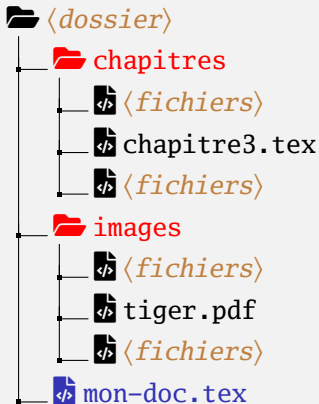 ⟨dossier⟩
chapitres
⟨fichiers⟩
chapitre3.tex
⟨fichiers⟩
images
⟨fichiers⟩
tiger.pdf
⟨fichiers⟩
mon-doc.tex